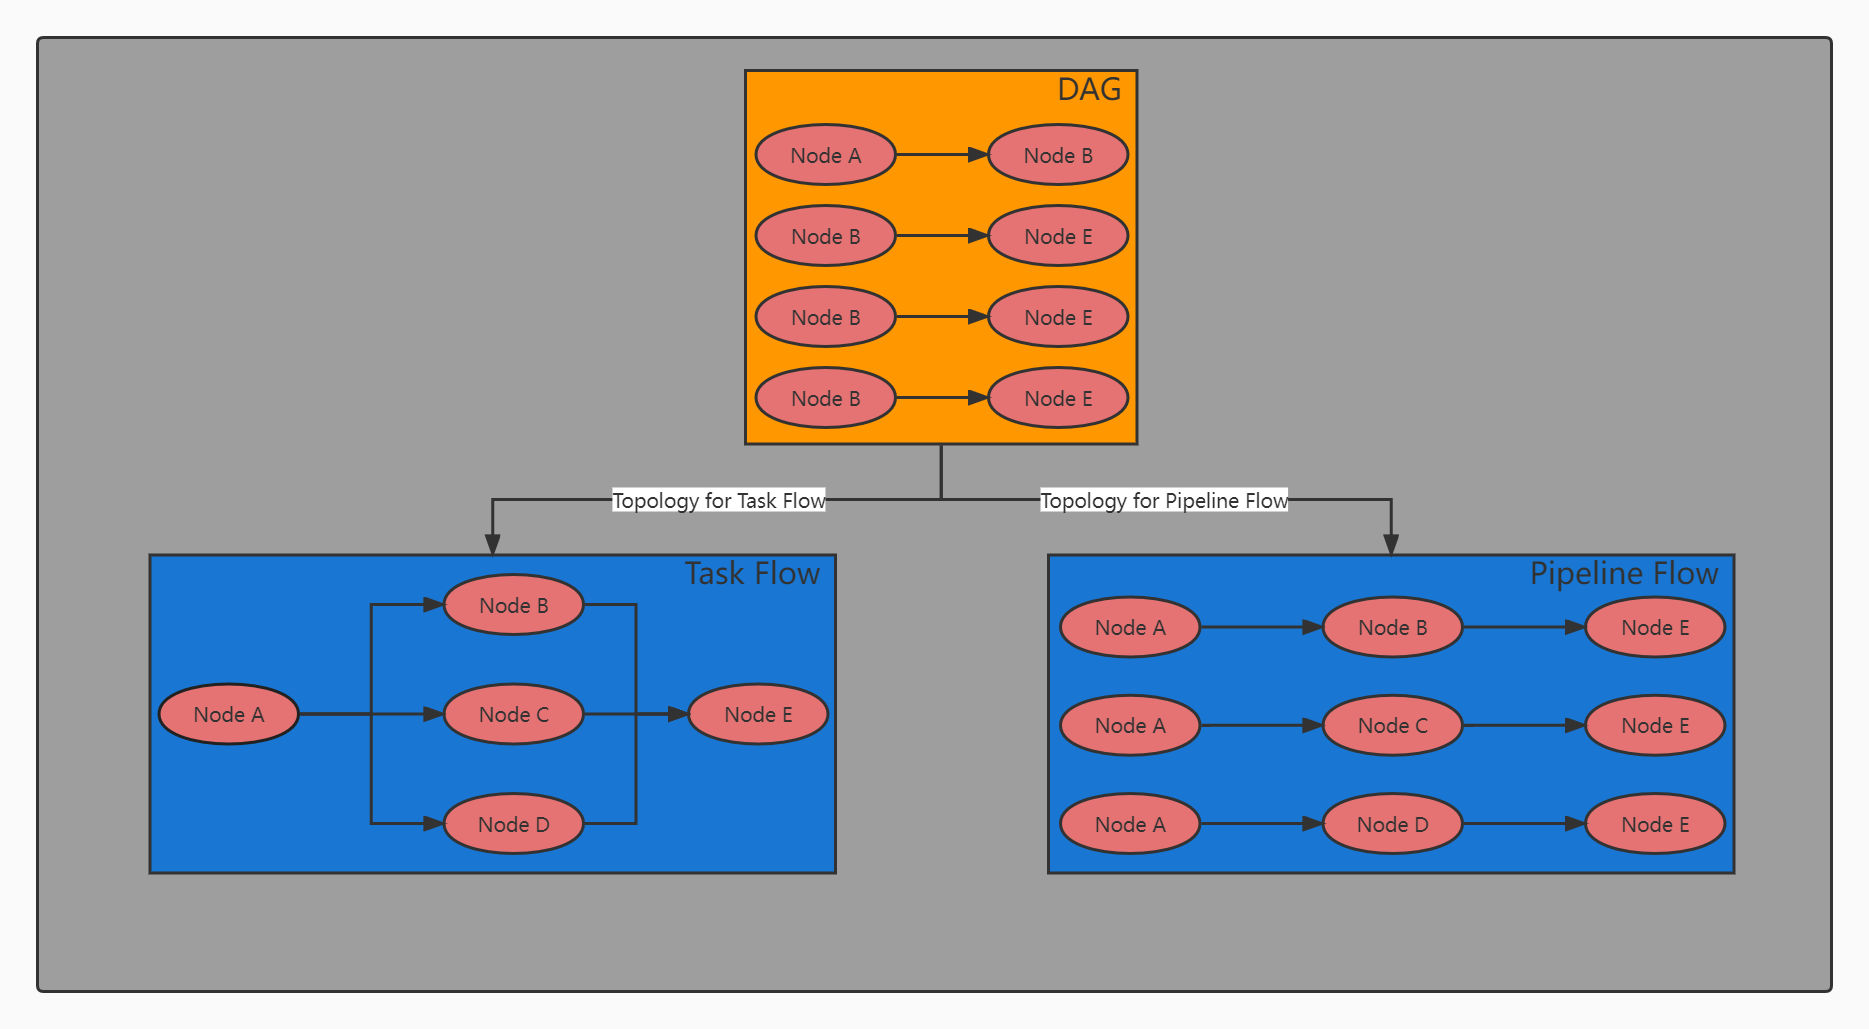 DAG
Node A Node B
Node B Node E
Node B Node E
Node B Node E
Topology for Task Flow Topology for Pipeline Flow
Task Flow
Node B
Node A Node C Node E
Node D
Pipeline Flow
Node A Node B Node E
Node A Node C Node E
Node A Node D Node E